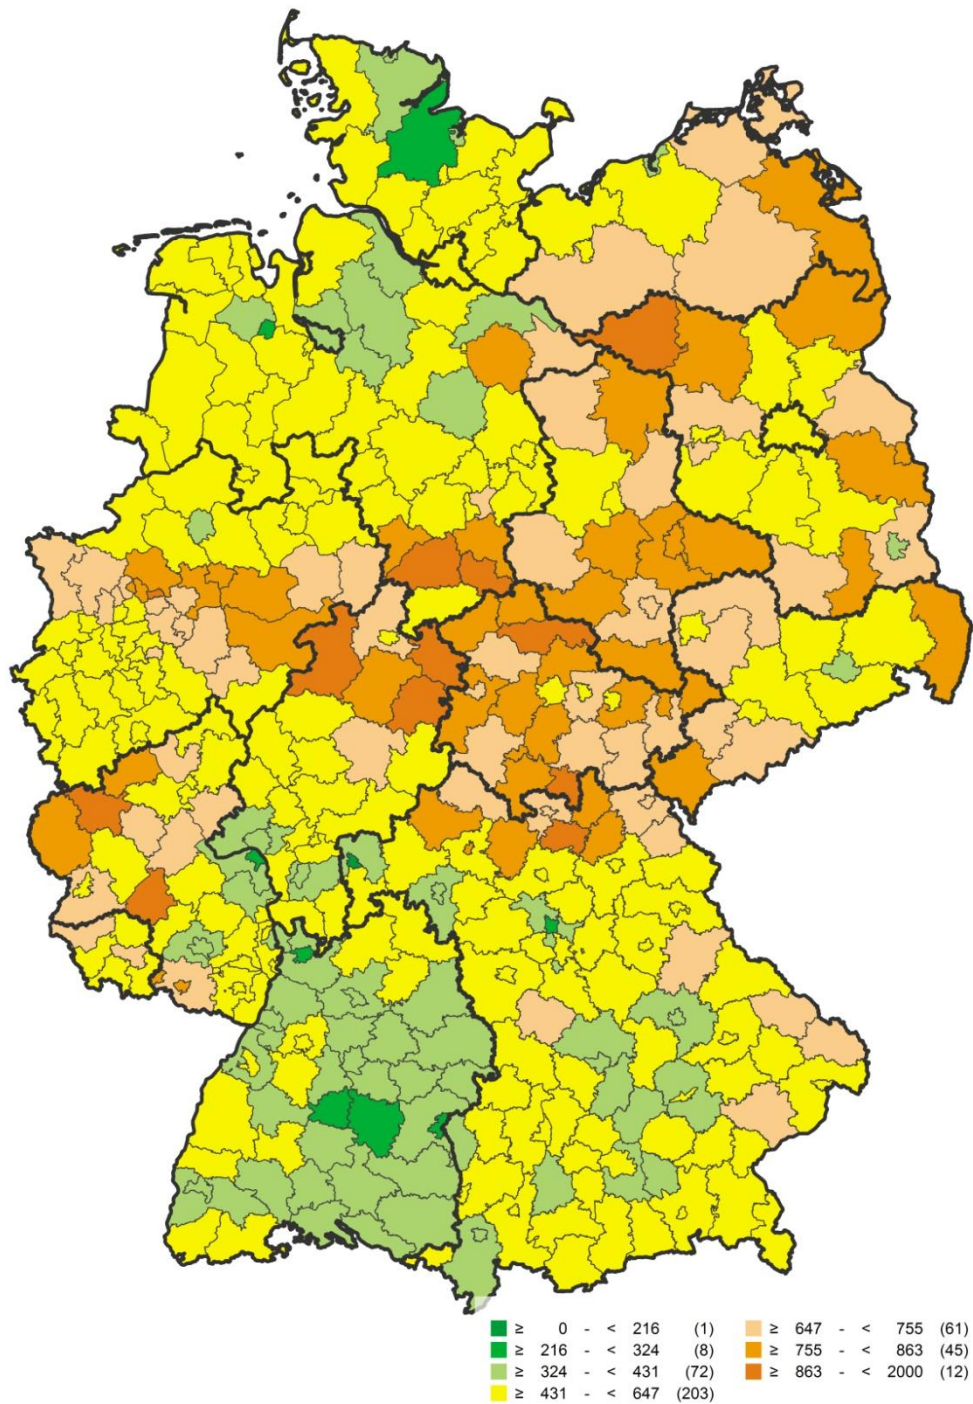 ≥ 0 - < 216 (1)
≥ 216 - < 324 (8)
≥ 324 - < 431 (72)
≥ 431 - < 647 (203)
≥ 647 - < 755 (61)
≥ 755 - < 863 (45)
≥ 863 - < 2000 (12)